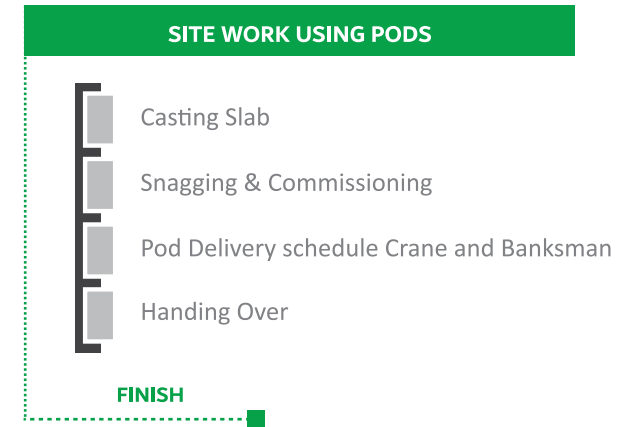 SITE WORK USING PODS
Casting Slab
Snagging & Commissioning
Pod Delivery schedule Crane and Banksman
Handing Over
FINISH